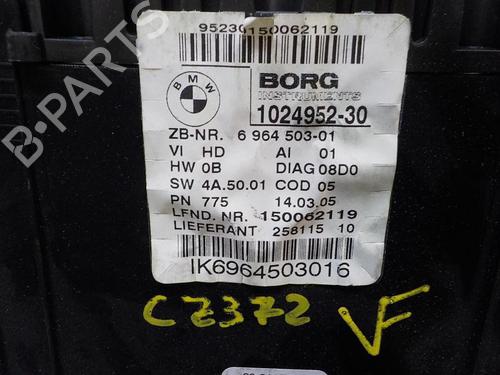 95230150062119
BMW
BORG
INSTRUMENTS
1024952-30
ZB-NR. 6 964 503-01
VI HD AI 01
HW 0B DIAG 08D0
SW 4A.50.01 COD 05
PN 775 14.03.05
LFND. NR. 150062119
LIEFERANT 258115 10
IK6964503016
CZ372 VF
B-PARTS